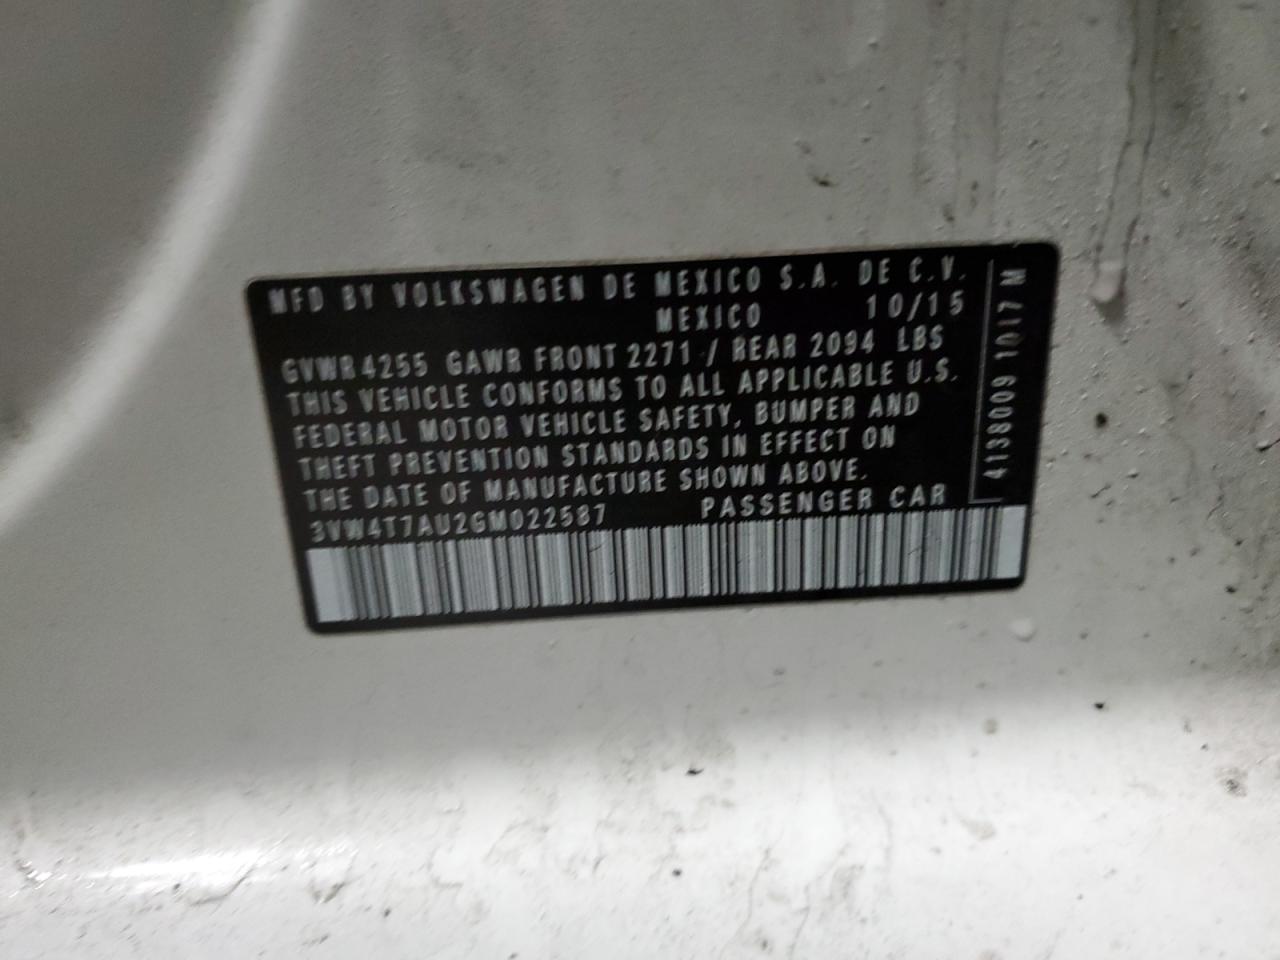 MFD BY VOLKSWAGEN DE MEXICO S.A. DE C.V.
MEXICO 10/15
GVWR 4255 GAWR FRONT 2271 / REAR 2094 LBS
THIS VEHICLE CONFORMS TO ALL APPLICABLE U.S.
FEDERAL MOTOR VEHICLE SAFETY, BUMPER AND
THEFT PREVENTION STANDARDS IN EFFECT ON
THE DATE OF MANUFACTURE SHOWN ABOVE.
3VW4T7AU2GM022587 PASSENGER CAR
4138009 1017 M